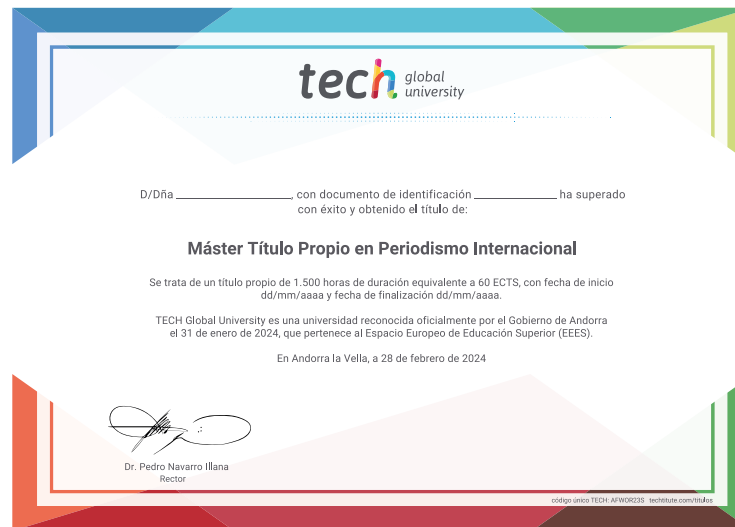 tech global university
D/Dña ______________, con documento de identificación ______________ ha superado
con éxito y obtenido el título de:
Máster Título Propio en Periodismo Internacional
Se trata de un título propio de 1.500 horas de duración equivalente a 60 ECTS, con fecha de inicio
dd/mm/aaaa y fecha de finalización dd/mm/aaaa.
TECH Global University es una universidad reconocida oficialmente por el Gobierno de Andorra
el 31 de enero de 2024, que pertenece al Espacio Europeo de Educación Superior (EEES).
En Andorra la Vella, a 28 de febrero de 2024
Dr. Pedro Navarro Illana
Rector
código único TECH: AFWOR23S techtitute.com/titulos